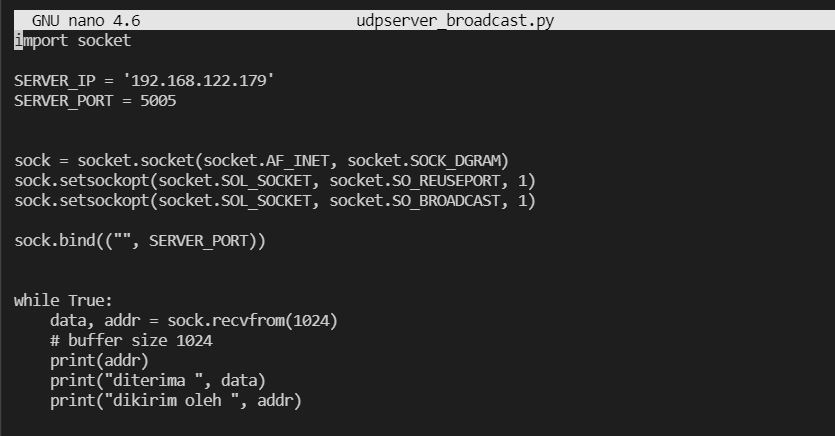 GNU nano 4.6 udpserver_broadcast.py
import socket
SERVER_IP = '192.168.122.179'
SERVER_PORT = 5005
sock = socket.socket(socket.AF_INET, socket.SOCK_DGRAM)
sock.setsockopt(socket.SOL_SOCKET, socket.SO_REUSEPORT, 1)
sock.setsockopt(socket.SOL_SOCKET, socket.SO_BROADCAST, 1)
sock.bind(("", SERVER_PORT))
while True:
    data, addr = sock.recvfrom(1024)
    # buffer size 1024
    print(addr)
    print("diterima ", data)
    print("dikirim oleh ", addr)